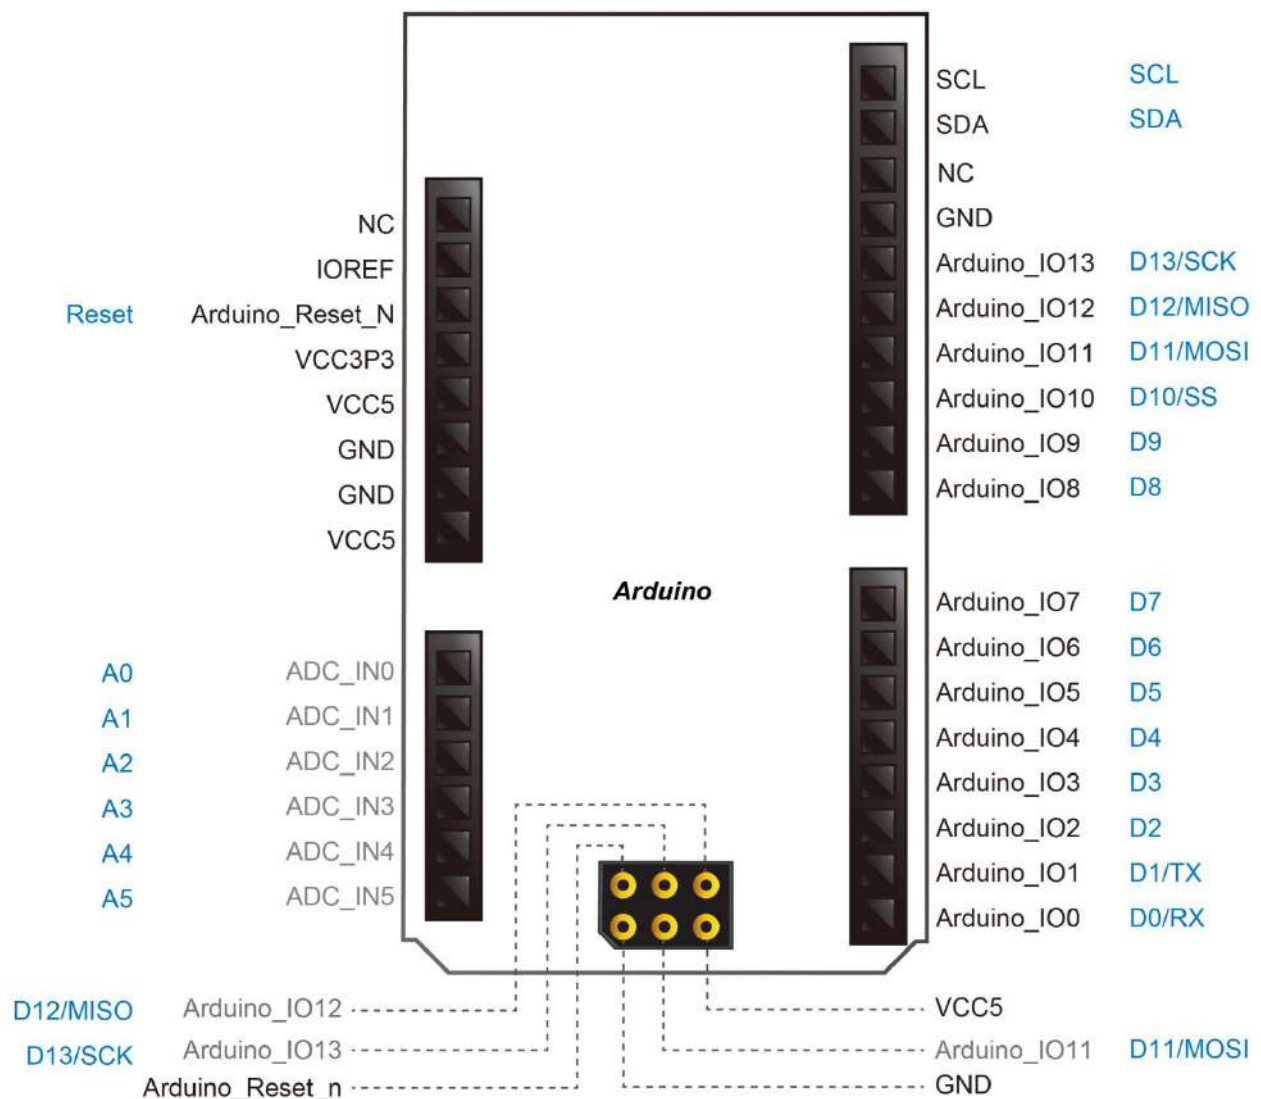 SCL SCL
SDA SDA
NC
GND
Arduino_IO13 D13/SCK
Arduino_IO12 D12/MISO
Arduino_IO11 D11/MOSI
Arduino_IO10 D10/SS
Arduino_IO9 D9
Arduino_IO8 D8
NC
IOREF
Reset Arduino_Reset_N
VCC3P3
VCC5
GND
GND
VCC5
Arduino
Arduino_IO7 D7
Arduino_IO6 D6
Arduino_IO5 D5
Arduino_IO4 D4
Arduino_IO3 D3
Arduino_IO2 D2
Arduino_IO1 D1/TX
Arduino_IO0 D0/RX
A0 ADC_IN0
A1 ADC_IN1
A2 ADC_IN2
A3 ADC_IN3
A4 ADC_IN4
A5 ADC_IN5
D12/MISO Arduino_IO12
D13/SCK Arduino_IO13
Arduino_Reset_n
VCC5
Arduino_IO11 D11/MOSI
GND